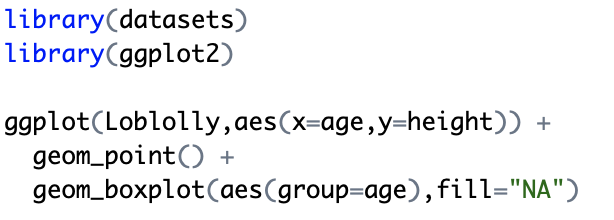 library(datasets)
library(ggplot2)
ggplot(Loblolly,aes(x=age,y=height)) +
geom_point() +
geom_boxplot(aes(group=age),fill="NA")